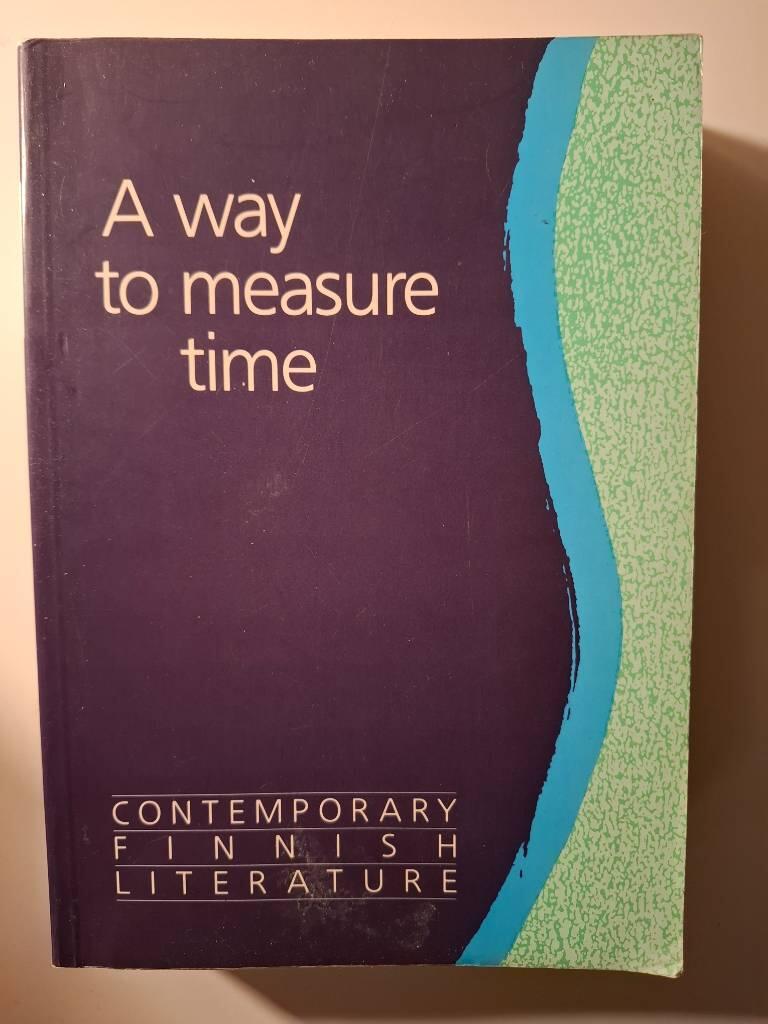 A way
to measure
time
CONTEMPORARY
FINNISH
LITERATURE